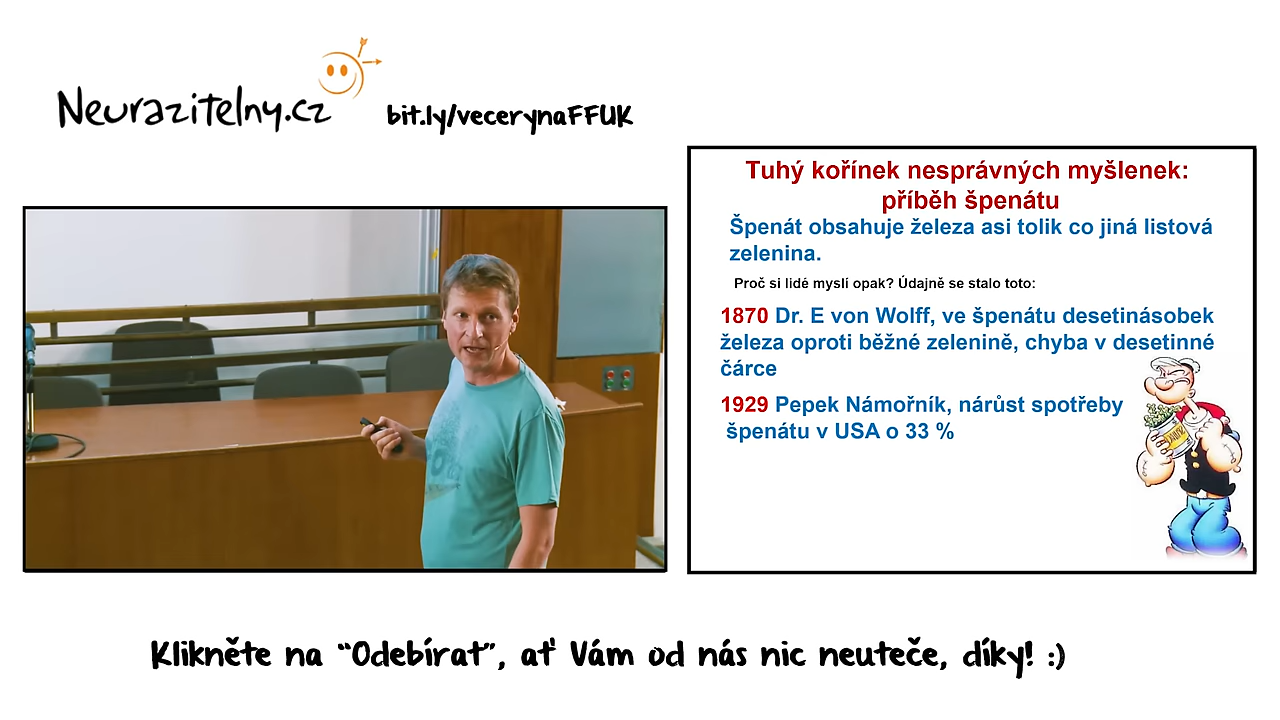 Neurazitelny.cz
bit.ly/vecerynaFFUK
Tuhý kořínek nesprávných myšlenek:
příběh špenátu
Špenát obsahuje železa asi tolik co jiná listová
zelenina.
Proč si lidé myslí opak? Údajně se stalo toto:
1870 Dr. E von Wolff, ve špenátu desetinásobek
železa oproti běžné zelenině, chyba v desetinné
čárce
1929 Pepek Námořník, nárůst spotřeby
špenátu v USA o 33 %
Klikněte na "Odebírat", ať Vám od nás nic neuteče, díky! :)